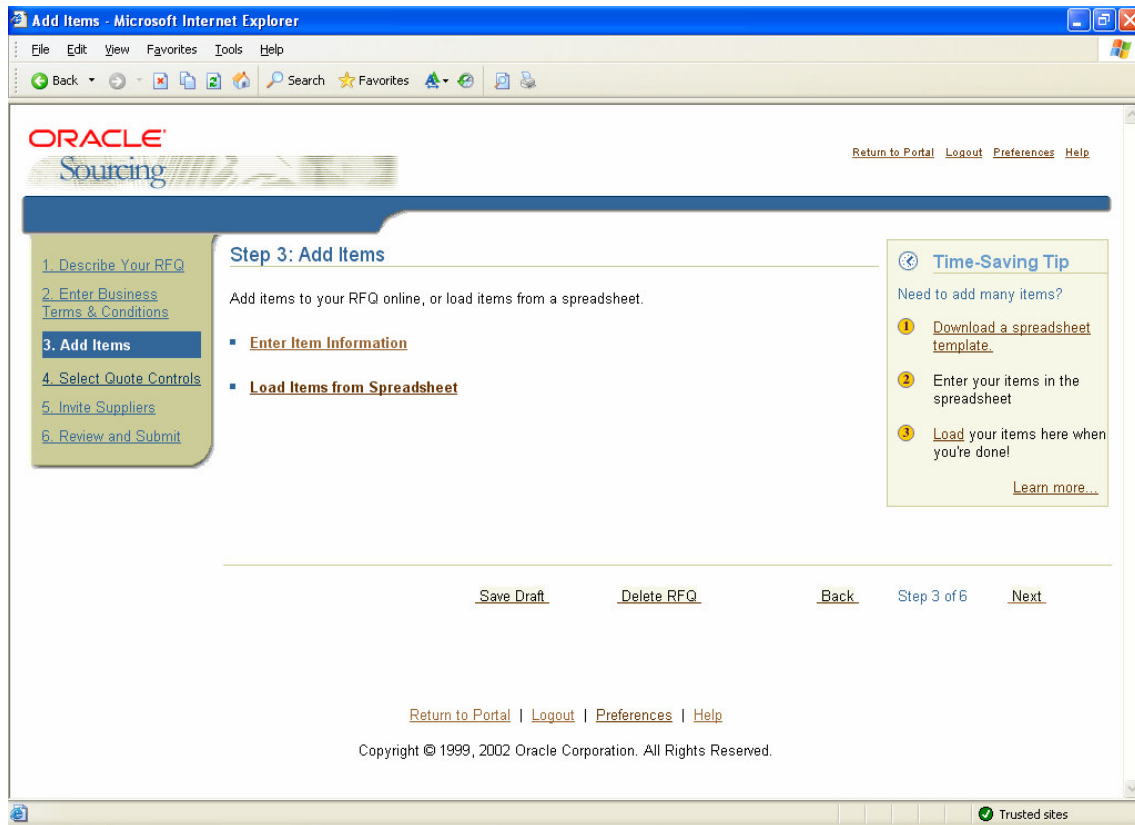 Add Items - Microsoft Internet Explorer
File Edit View Favorites Tools Help
Back Search Favorites
ORACLE
Sourcing
Return to Portal Logout Preferences Help
1. Describe Your RFQ
2. Enter Business
Terms & Conditions
3. Add Items
4. Select Quote Controls
5. Invite Suppliers
6. Review and Submit
Step 3: Add Items
Add items to your RFQ online, or load items from a spreadsheet.
Enter Item Information
Load Items from Spreadsheet
Time-Saving Tip
Need to add many items?
1 Download a spreadsheet
template.
2 Enter your items in the
spreadsheet
3 Load your items here when
you're done!
Learn more...
Save Draft Delete RFQ Back Step 3 of 6 Next
Return to Portal | Logout | Preferences | Help
Copyright © 1999, 2002 Oracle Corporation. All Rights Reserved.
Trusted sites